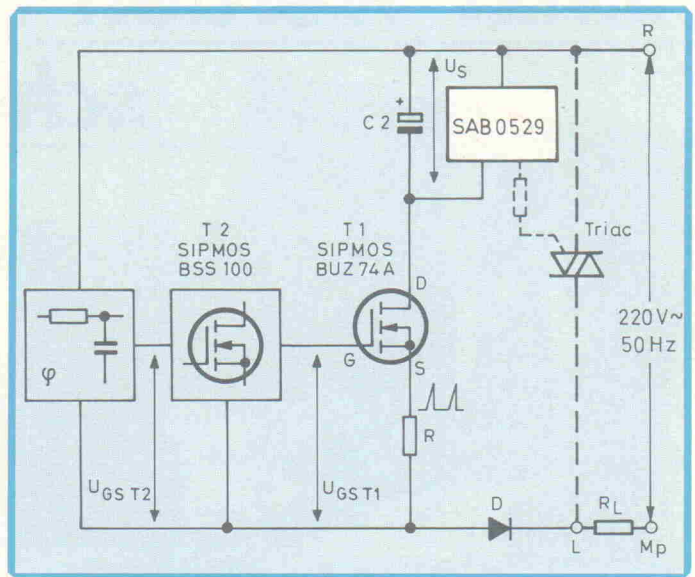 R
+
U_S
C 2
SAB 0529
T 2
SIPMOS
BSS 100
T 1
SIPMOS
BUZ 74A
Triac
D
G
S
φ
R
220 V~
50 Hz
U_GS T2
U_GS T1
D
L
R_L
Mp